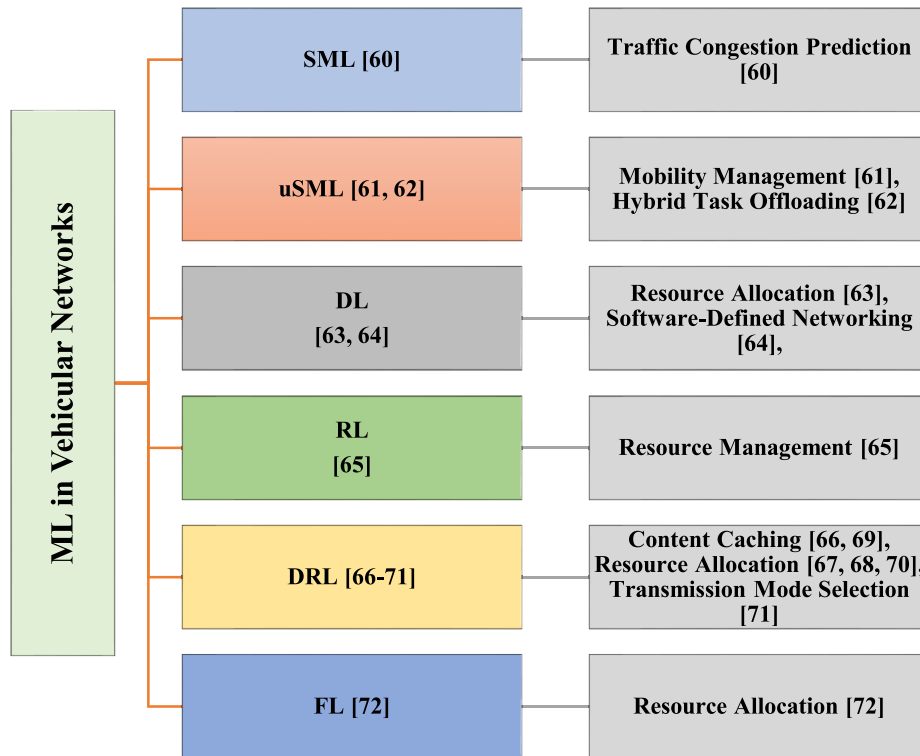 ML in Vehicular Networks
SML [60]
Traffic Congestion Prediction
[60]
uSML [61, 62]
Mobility Management [61],
Hybrid Task Offloading [62]
DL
[63, 64]
Resource Allocation [63],
Software-Defined Networking
[64],
RL
[65]
Resource Management [65]
DRL [66-71]
Content Caching [66, 69],
Resource Allocation [67, 68, 70],
Transmission Mode Selection
[71]
FL [72]
Resource Allocation [72]